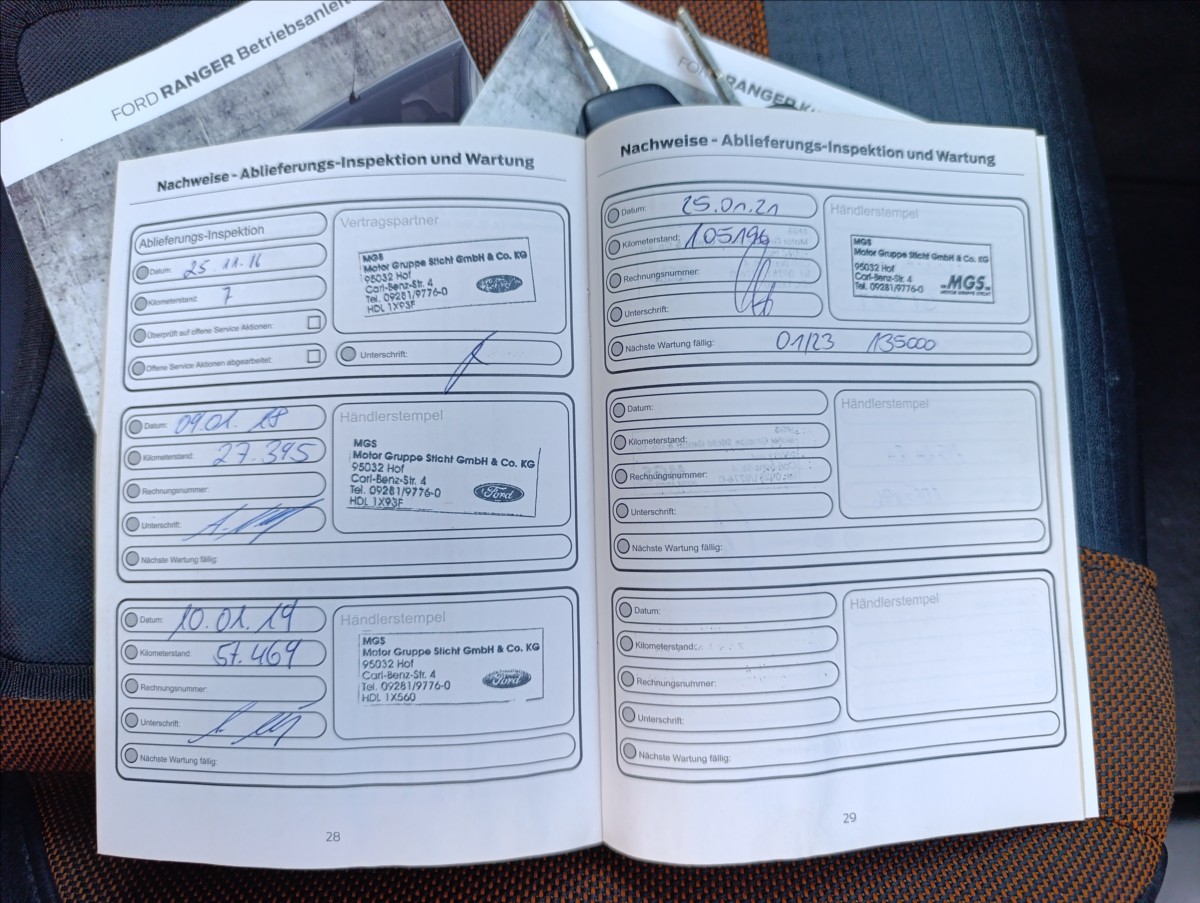 FORD RANGER Betriebsanleit
FORD RANGER K
Nachweise - Ablieferungs-Inspektion und Wartung
Ablieferungs-Inspektion
Datum: 25.11.16
Kilometerstand: 7
Überprüft auf offene Service Aktionen:
Offene Service Aktionen abgearbeitet:
Vertragspartner
MGS
Motor Gruppe Sticht GmbH & Co. KG
95032 Hof
Carl-Benz-Str. 4
Tel. 09281/9776-0
HDL 1X93F
Ford
Unterschrift:
Datum: 09.01.18
Kilometerstand: 27.395
Rechnungsnummer:
Unterschrift:
Nächste Wartung fällig:
Händlerstempel
MGS
Motor Gruppe Sticht GmbH & Co. KG
95032 Hof
Carl-Benz-Str. 4
Tel. 09281/9776-0
HDL 1X93F
Ford
Datum: 10.01.19
Kilometerstand: 57.469
Rechnungsnummer:
Unterschrift:
Nächste Wartung fällig:
Händlerstempel
MGS
Motor Gruppe Sticht GmbH & Co. KG
95032 Hof
Carl-Benz-Str. 4
Tel. 09281/9776-0
HDL 1X560
Ford
28
Nachweise - Ablieferungs-Inspektion und Wartung
Datum: 25.01.21
Kilometerstand: 105196
Rechnungsnummer:
Unterschrift:
Nächste Wartung fällig: 01/23 135000
Händlerstempel
MGS
Motor Gruppe Sticht GmbH & Co. KG
95032 Hof
Carl-Benz-Str. 4
Tel. 09281/9776-0
MGS
MOTOR GRUPPE STICHT
Datum:
Kilometerstand:
Rechnungsnummer:
Unterschrift:
Nächste Wartung fällig:
Händlerstempel
Datum:
Kilometerstand:
Rechnungsnummer:
Unterschrift:
Nächste Wartung fällig:
Händlerstempel
29